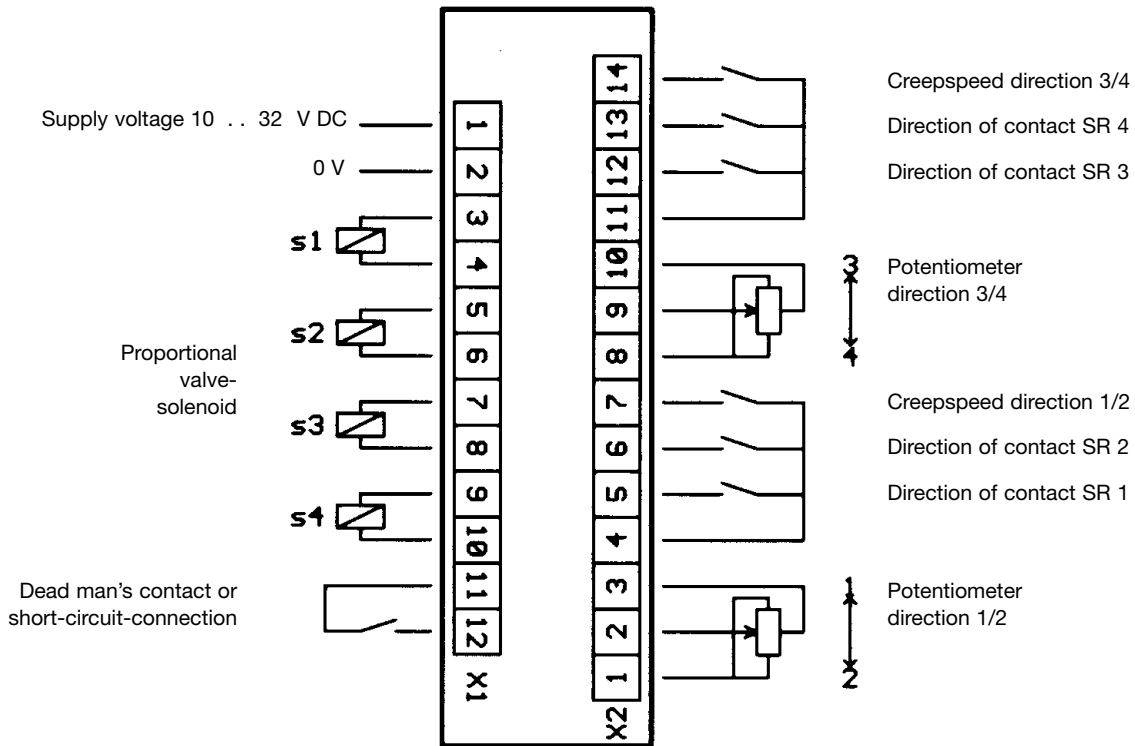 Supply voltage 10 . . 32 V DC
0 V
s1
s2
Proportional
valve-
solenoid
s3
s4
Dead man's contact or
short-circuit-connection
1
2
3
4
5
6
7
8
9
10
11
12
X1
14
13
12
11
10
9
8
7
6
5
4
3
2
1
X2
Creepspeed direction 3/4
Direction of contact SR 4
Direction of contact SR 3
3
4
Potentiometer
direction 3/4
Creepspeed direction 1/2
Direction of contact SR 2
Direction of contact SR 1
1
2
Potentiometer
direction 1/2